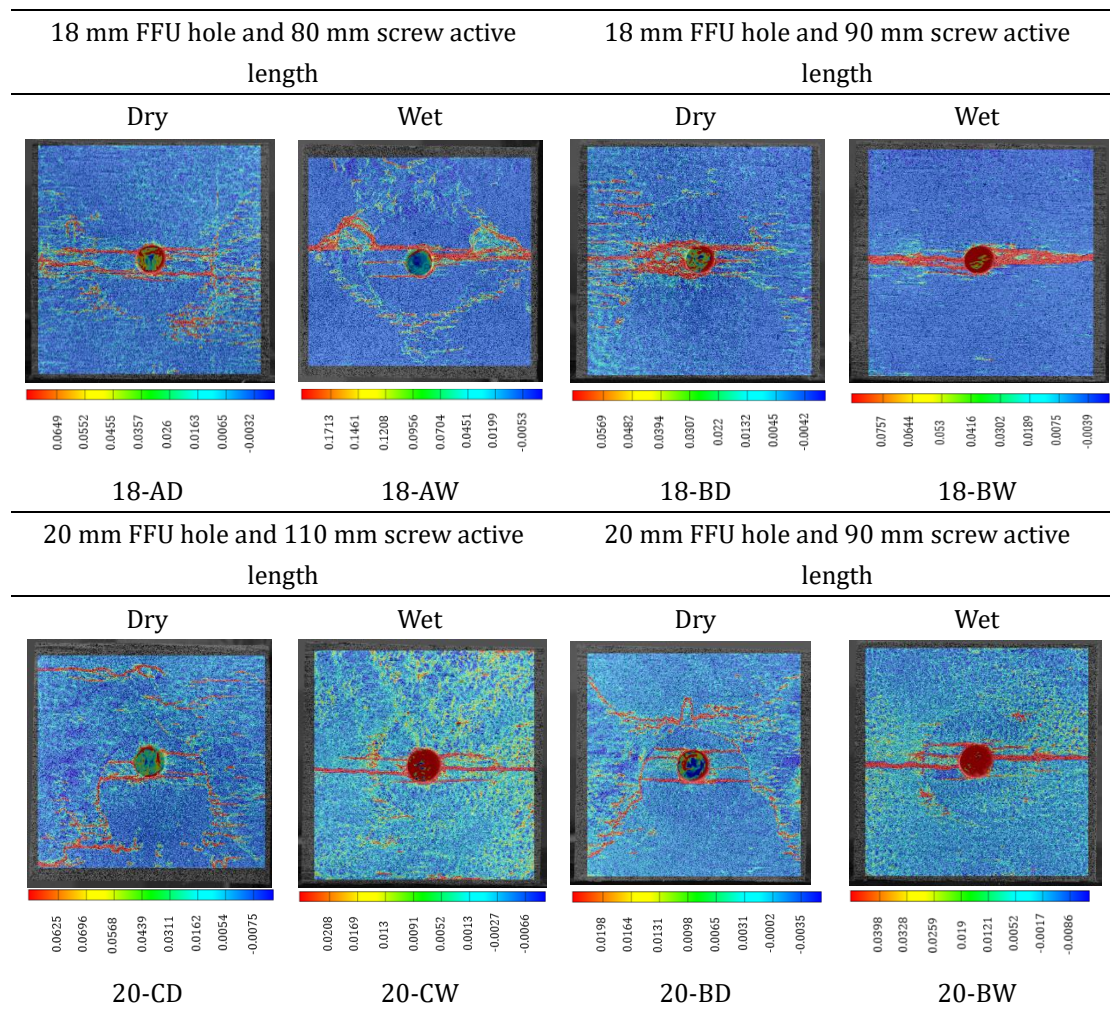 18 mm FFU hole and 80 mm screw active length
18 mm FFU hole and 90 mm screw active length
Dry
Wet
Dry
Wet
0.0649 0.0552 0.0455 0.0357 0.026 0.0163 0.0065 -0.0032
0.1713 0.1461 0.1208 0.0956 0.0704 0.0451 0.0199 -0.0053
0.0569 0.0482 0.0394 0.0307 0.022 0.0132 0.0045 -0.0042
0.0757 0.0644 0.053 0.0416 0.0302 0.0189 0.0075 -0.0039
18-AD
18-AW
18-BD
18-BW
20 mm FFU hole and 110 mm screw active length
20 mm FFU hole and 90 mm screw active length
Dry
Wet
Dry
Wet
0.0625 0.0696 0.0568 0.0439 0.0311 0.0162 0.0054 -0.0075
0.0208 0.0169 0.013 0.0091 0.0052 0.0013 -0.0027 -0.0066
0.0198 0.0164 0.0131 0.0098 0.0065 0.0031 -0.0002 -0.0035
0.0398 0.0328 0.0259 0.019 0.0121 0.0052 -0.0017 -0.0086
20-CD
20-CW
20-BD
20-BW